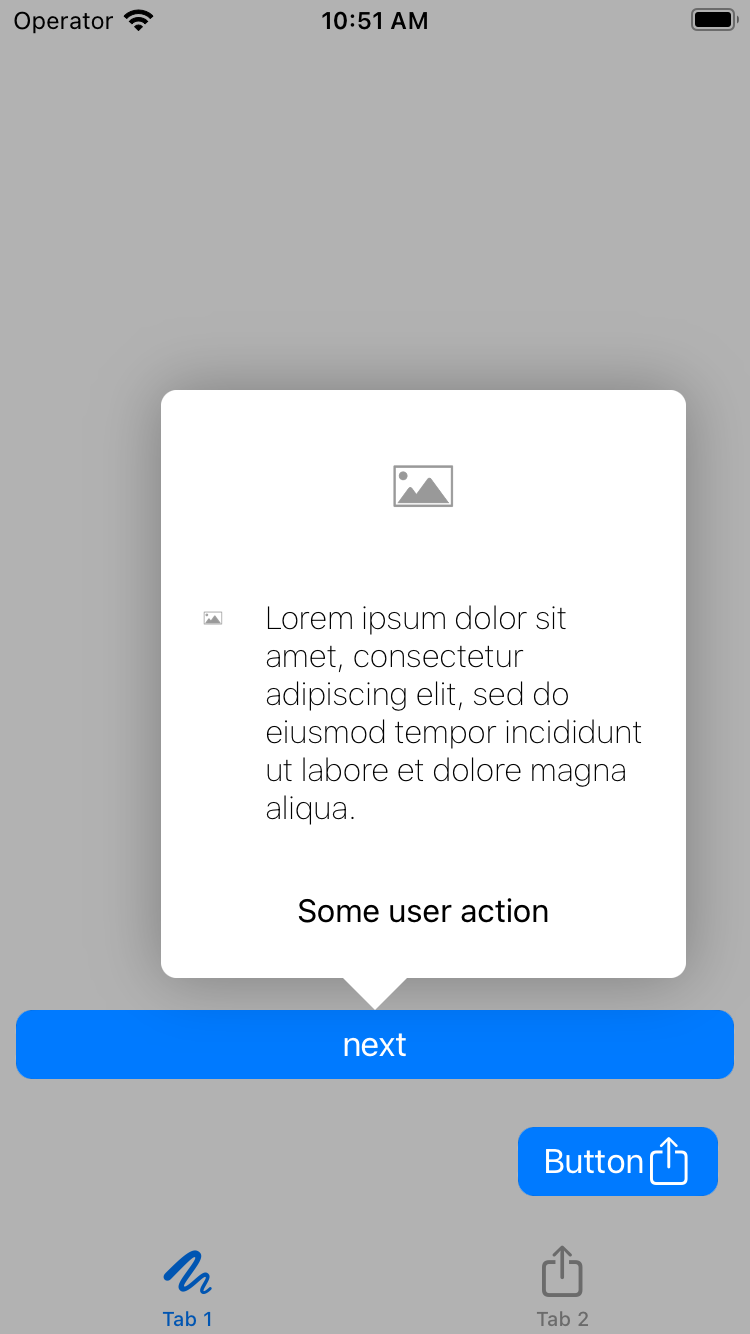 Operator 10:51 AM
Lorem ipsum dolor sit
amet, consectetur
adipiscing elit, sed do
eiusmod tempor incididunt
ut labore et dolore magna
aliqua.
Some user action
next
Button
Tab 1 Tab 2